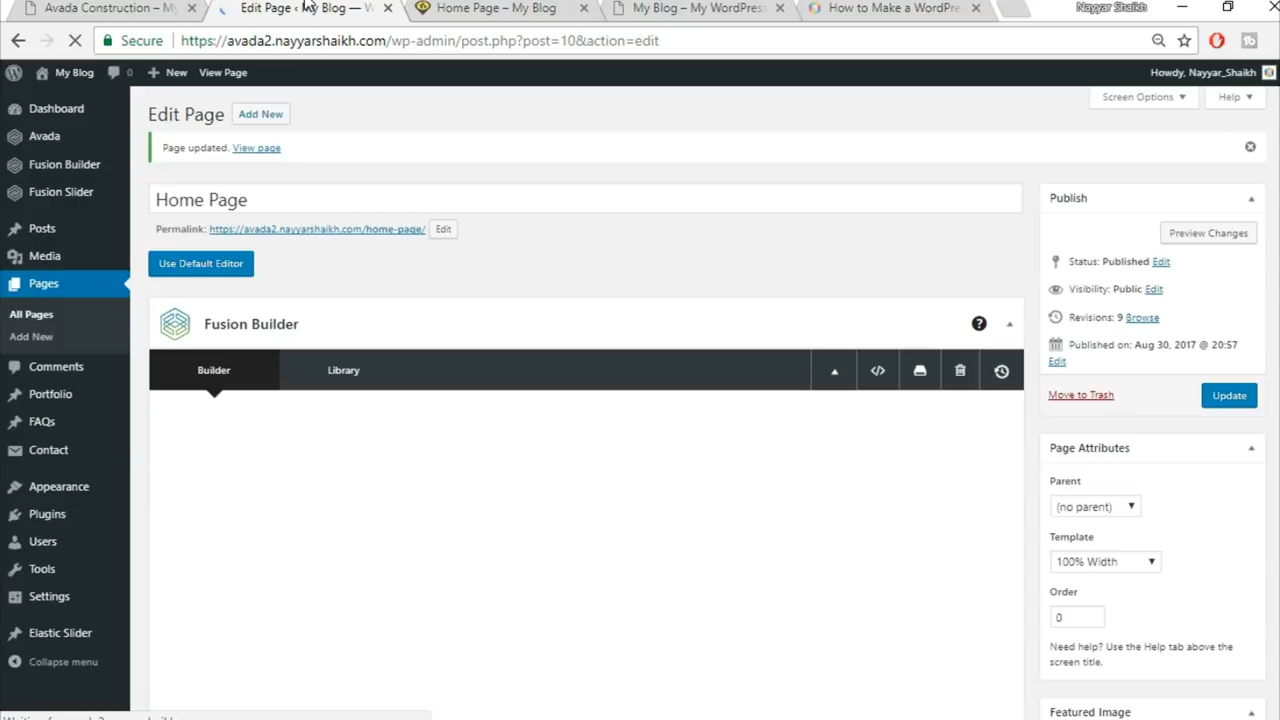 Avada Construction – My
Edit Page ‹ My Blog — W
Home Page – My Blog
My Blog – My WordPress
How to Make a WordPre
Nayyar Shaikh
Secure
https://avada2.nayyarshaikh.com/wp-admin/post.php?post=10&action=edit
My Blog
0
New
View Page
Howdy, Nayyar_Shaikh
Dashboard
Avada
Fusion Builder
Fusion Slider
Posts
Media
Pages
All Pages
Add New
Comments
Portfolio
FAQs
Contact
Appearance
Plugins
Users
Tools
Settings
Elastic Slider
Collapse menu
Screen Options
Help
Edit Page
Add New
Page updated. View page
Home Page
Permalink: https://avada2.nayyarshaikh.com/home-page/ Edit
Use Default Editor
Fusion Builder
Builder
Library
Publish
Preview Changes
Status: Published Edit
Visibility: Public Edit
Revisions: 9 Browse
Published on: Aug 30, 2017 @ 20:57
Edit
Move to Trash
Update
Page Attributes
Parent
(no parent)
Template
100% Width
Order
0
Need help? Use the Help tab above the
screen title.
Featured Image